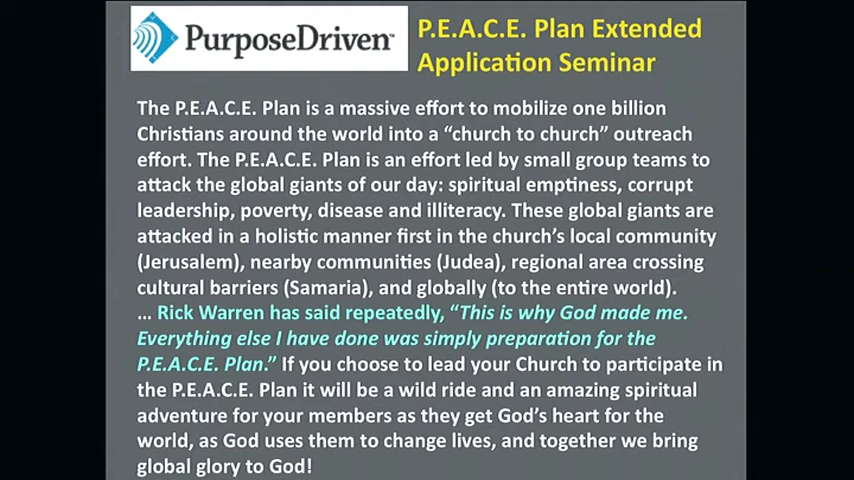 PurposeDriven™
P.E.A.C.E. Plan Extended
Application Seminar
The P.E.A.C.E. Plan is a massive effort to mobilize one billion
Christians around the world into a “church to church” outreach
effort. The P.E.A.C.E. Plan is an effort led by small group teams to
attack the global giants of our day: spiritual emptiness, corrupt
leadership, poverty, disease and illiteracy. These global giants are
attacked in a holistic manner first in the church’s local community
(Jerusalem), nearby communities (Judea), regional area crossing
cultural barriers (Samaria), and globally (to the entire world).
… Rick Warren has said repeatedly, “This is why God made me.
Everything else I have done was simply preparation for the
P.E.A.C.E. Plan.” If you choose to lead your Church to participate in
the P.E.A.C.E. Plan it will be a wild ride and an amazing spiritual
adventure for your members as they get God’s heart for the
world, as God uses them to change lives, and together we bring
global glory to God!